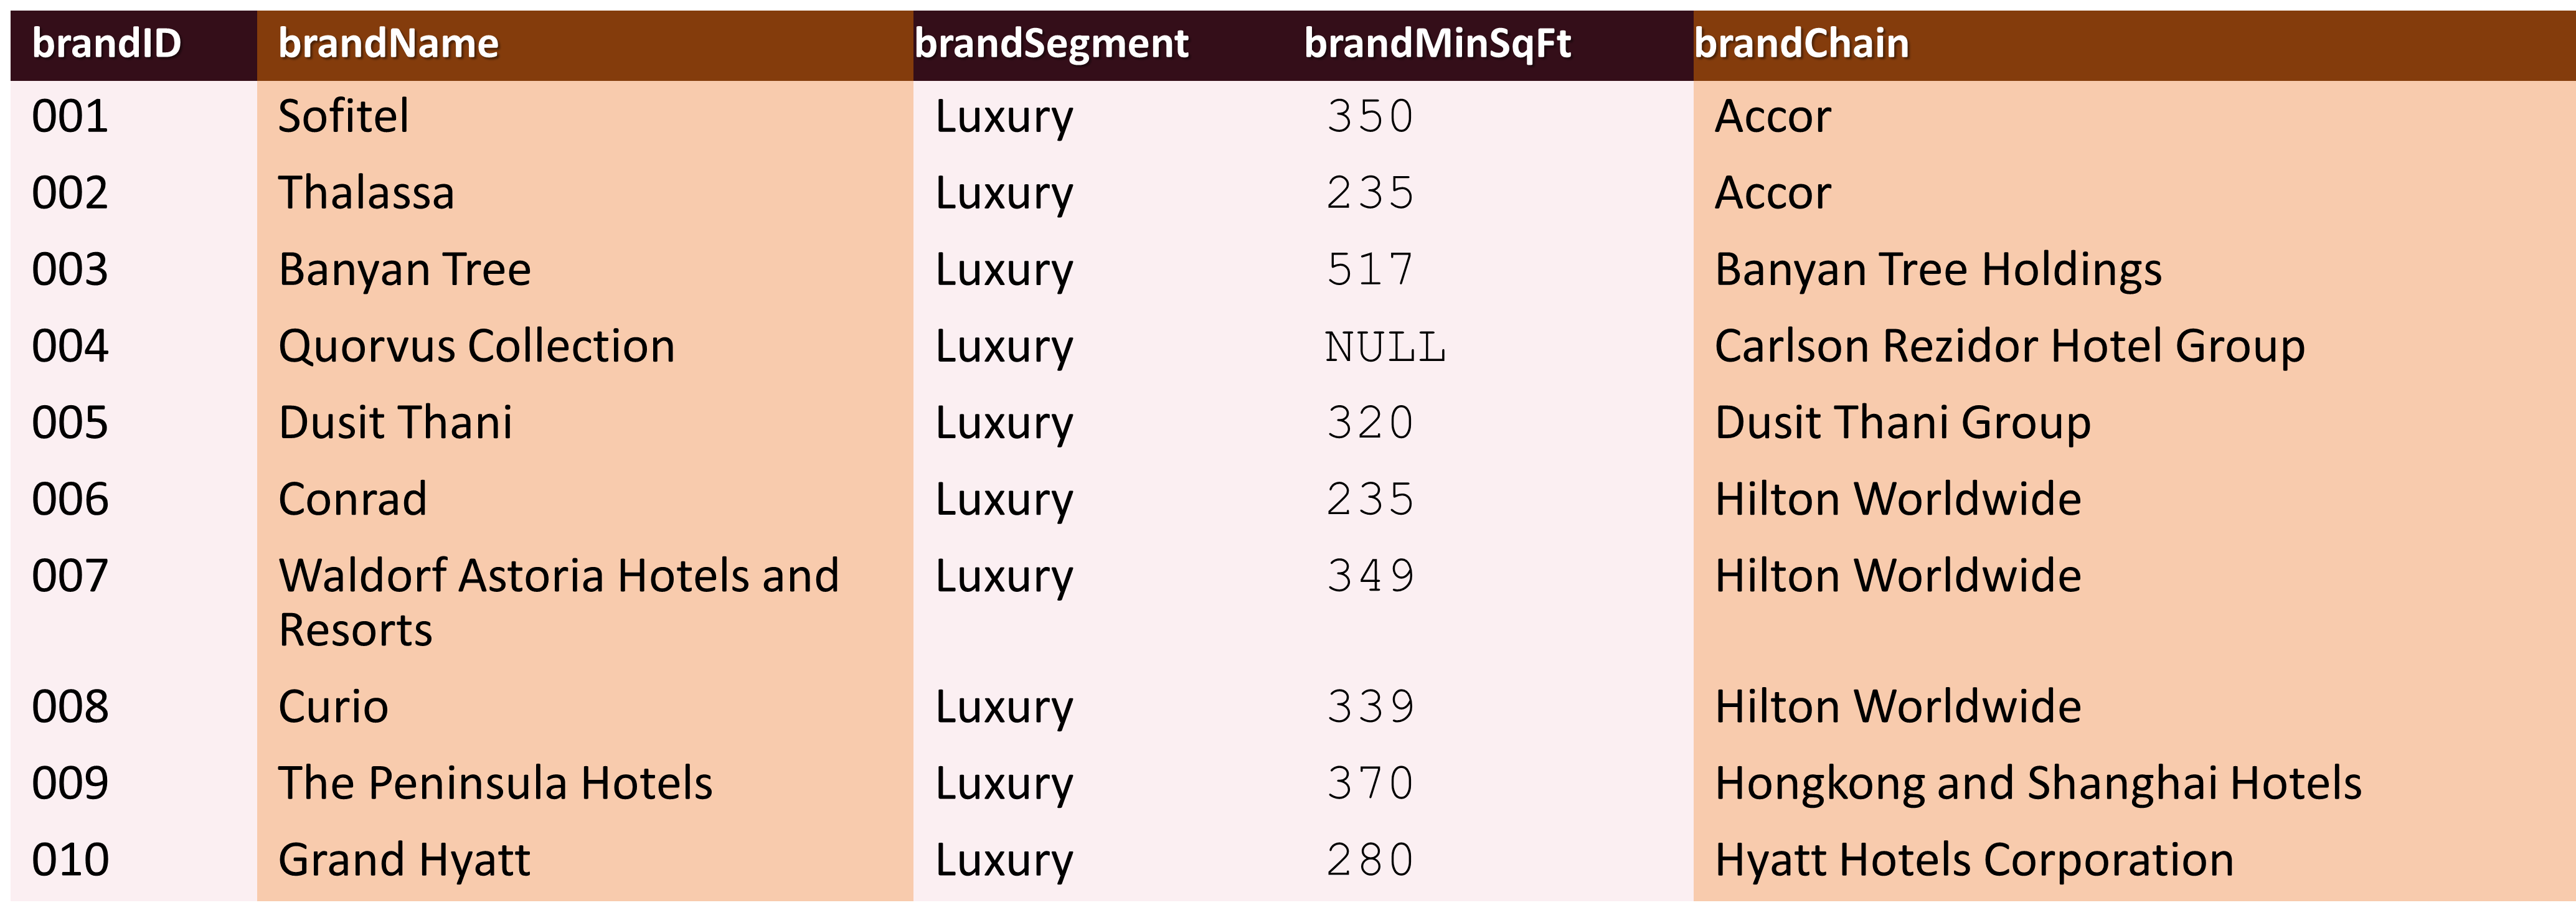 brandID brandName brandSegment brandMinSqFt brandChain
001 Sofitel Luxury 350 Accor
002 Thalassa Luxury 235 Accor
003 Banyan Tree Luxury 517 Banyan Tree Holdings
004 Quorvus Collection Luxury NULL Carlson Rezidor Hotel Group
005 Dusit Thani Luxury 320 Dusit Thani Group
006 Conrad Luxury 235 Hilton Worldwide
007 Waldorf Astoria Hotels and Luxury 349 Hilton Worldwide
Resorts
008 Curio Luxury 339 Hilton Worldwide
009 The Peninsula Hotels Luxury 370 Hongkong and Shanghai Hotels
010 Grand Hyatt Luxury 280 Hyatt Hotels Corporation